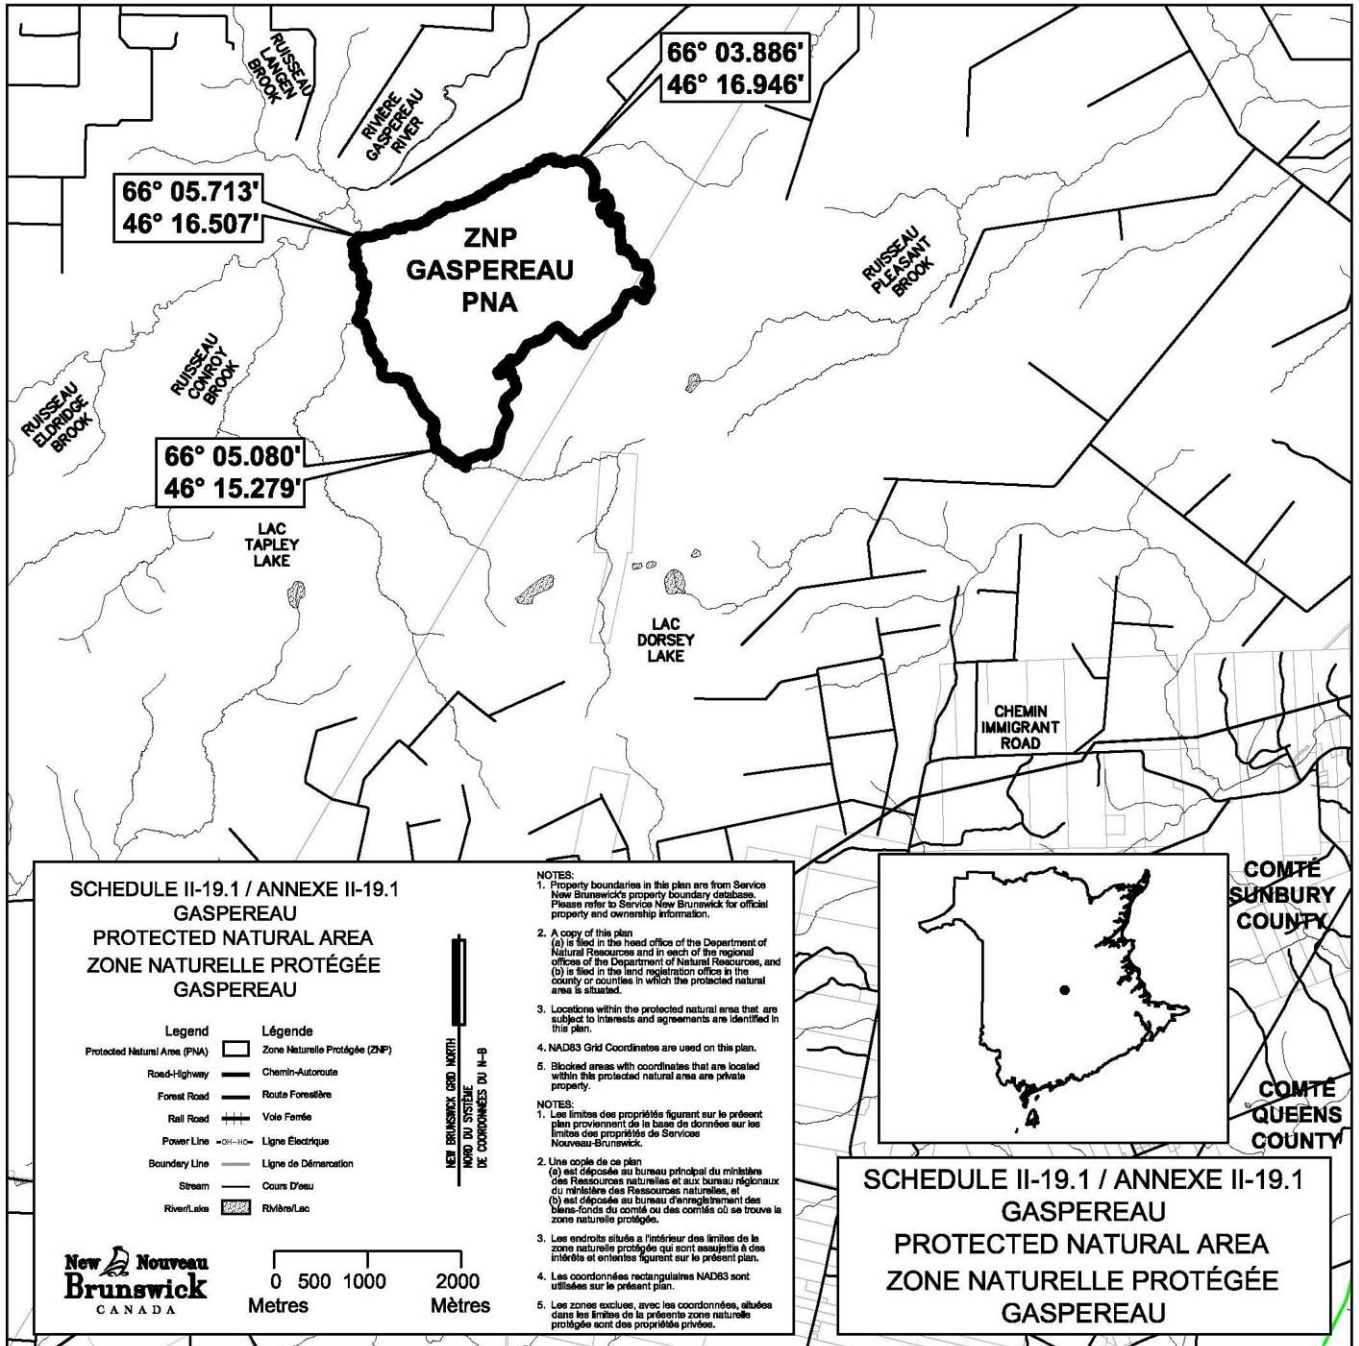 RUISSEAU
LANGEN
BROOK
RIVIÈRE
GASPEREAU
RIVER
66° 03.886'
46° 16.946'
66° 05.713'
46° 16.507'
ZNP
GASPEREAU
PNA
RUISSEAU
PLEASANT
BROOK
RUISSEAU
CONROY
BROOK
RUISSEAU
ELDRIDGE
BROOK
66° 05.080'
46° 15.279'
LAC
TAPLEY
LAKE
LAC
DORSEY
LAKE
CHEMIN
IMMIGRANT
ROAD
SCHEDULE II-19.1 / ANNEXE II-19.1
GASPEREAU
PROTECTED NATURAL AREA
ZONE NATURELLE PROTÉGÉE
GASPEREAU
Legend Légende
Protected Natural Area (PNA) Zone Naturelle Protégée (ZNP)
Road-Highway Chemin-Autoroute
Forest Road Route Forestière
Rail Road Voie Ferrée
Power Line -OH-HO- Ligne Électrique
Boundary Line Ligne de Démarcation
Stream Cours D'eau
River/Lake Rivière/Lac
NEW BRUNSWICK GRID NORTH
NORD DU SYSTÈME
DE COORDONNÉES DU N-B
New Nouveau
Brunswick
CANADA
0 500 1000 2000
Metres Mètres
NOTES:
1. Property boundaries in this plan are from Service
New Brunswick's property boundary database.
Please refer to Service New Brunswick for official
property and ownership information.
2. A copy of this plan
(a) is filed in the head office of the Department of
Natural Resources and in each of the regional
offices of the Department of Natural Resources, and
(b) is filed in the land registration office in the
county or counties in which the protected natural
area is situated.
3. Locations within the protected natural area that are
subject to interests and agreements are identified in
this plan.
4. NAD83 Grid Coordinates are used on this plan.
5. Blocked areas with coordinates that are located
within this protected natural area are private
property.
NOTES:
1. Les limites des propriétés figurant sur le présent
plan proviennent de la base de données sur les
limites des propriétés de Services
Nouveau-Brunswick.
2. Une copie de ce plan
(a) est déposée au bureau principal du ministère
des Ressources naturelles et aux bureau régionaux
du ministère des Ressources naturelles, et
(b) est déposée au bureau d'enregistrement des
biens-fonds du comté ou des comtés où se trouve la
zone naturelle protégée.
3. Les endroits situés a l'intérieur des limites de la
zone naturelle protégée qui sont assujettis à des
intérêts et ententes figurent sur le présent plan.
4. Les coordonnées rectangulaires NAD83 sont
utilisées sur le présent plan.
5. Les zones exclues, avec les coordonnées, situées
dans les limites de la présente zone naturelle
protégée sont des propriétés privées.
COMTÉ
SUNBURY
COUNTY
COMTÉ
QUEENS
COUNTY
SCHEDULE II-19.1 / ANNEXE II-19.1
GASPEREAU
PROTECTED NATURAL AREA
ZONE NATURELLE PROTÉGÉE
GASPEREAU